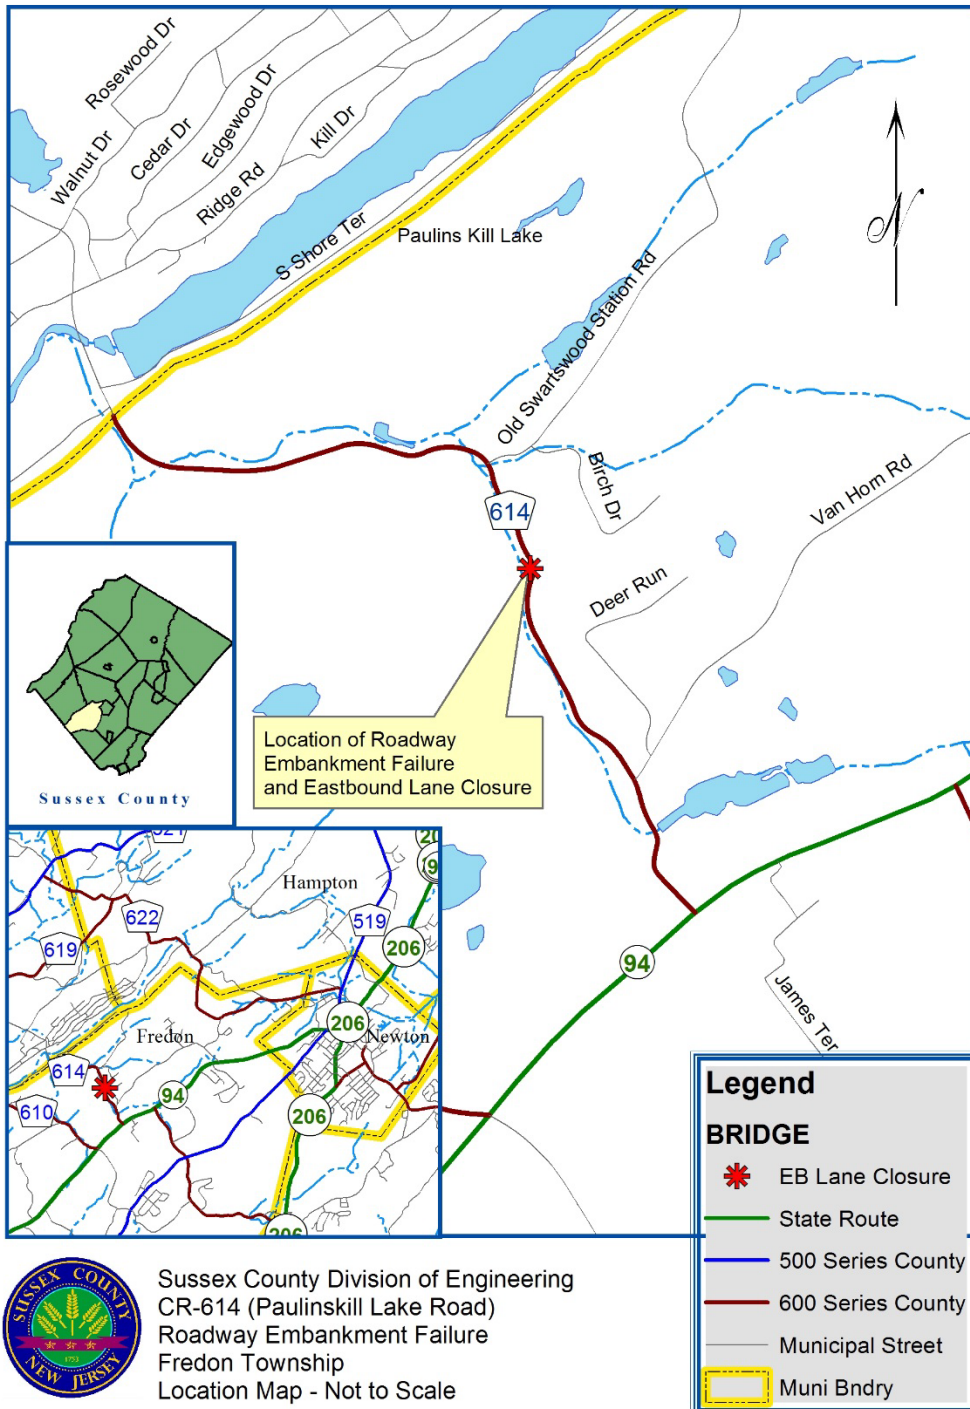 Rosewood Dr
Walnut Dr
Cedar Dr
Edgewood Dr
Ridge Rd
Kill Dr
S Shore Ter
Paulins Kill Lake
N
Old Swartswood Station Rd
Birch Dr
Van Horn Rd
614
Deer Run
Location of Roadway
Embankment Failure
and Eastbound Lane Closure
Sussex County
94
James Ter
Hampton
622
519
206
619
206
Fredon
Newton
614
94
610
206
206
Legend
BRIDGE
EB Lane Closure
State Route
500 Series County
600 Series County
Municipal Street
Muni Bndry
SUSSEX COUNTY
1753
NEW JERSEY
Sussex County Division of Engineering
CR-614 (Paulinskill Lake Road)
Roadway Embankment Failure
Fredon Township
Location Map - Not to Scale